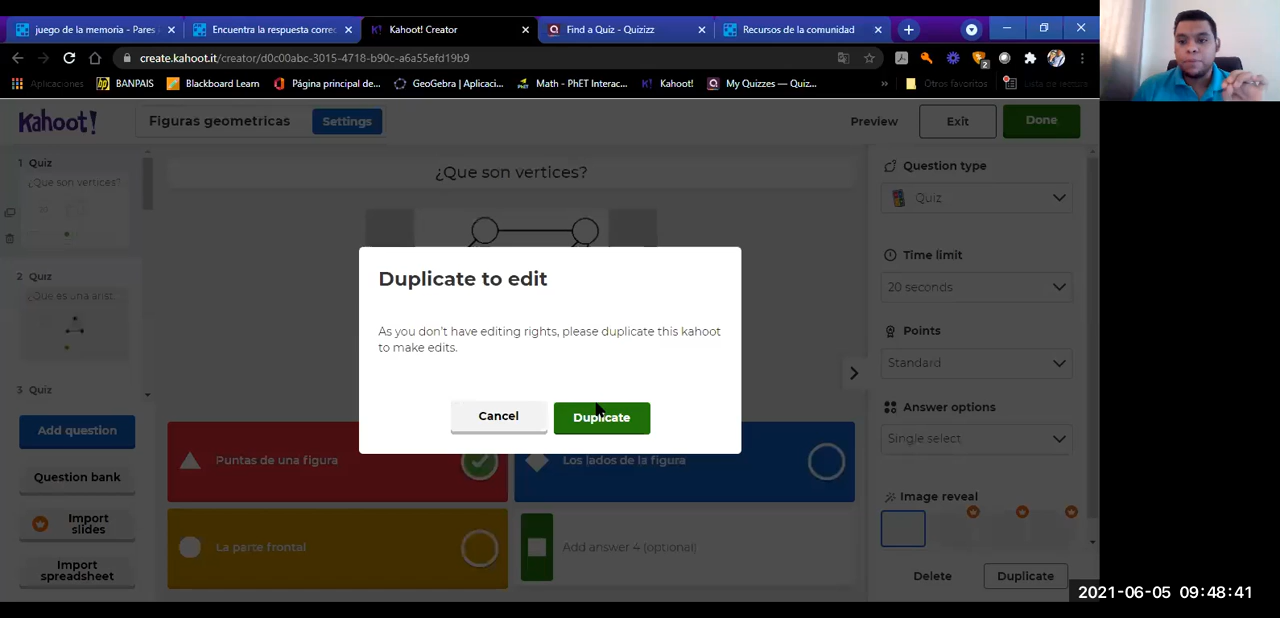 juego de la memoria - Pares
Encuentra la respuesta correc
Kahoot! Creator
Find a Quiz - Quizizz
Recursos de la comunidad
create.kahoot.it/creator/d0c00abc-3015-4718-b90c-a6a55efd19b9
Aplicaciones
BANPAIS
Blackboard Learn
Página principal de...
GeoGebra | Aplicaci...
Math - PhET Interac...
Kahoot!
My Quizzes — Quiz...
»
Otros favoritos
Lista de lectura
Kahoot!
Figuras geometricas
Settings
Preview
Exit
Done
1 Quiz
¿Que son vertices?
2 Quiz
¿Que es una arist...
3 Quiz
Add question
Question bank
Import
slides
Import
spreadsheet
¿Que son vertices?
Duplicate to edit
As you don't have editing rights, please duplicate this kahoot
to make edits.
Cancel
Duplicate
Puntas de una figura
Los lados de la figura
La parte frontal
Add answer 4 (optional)
Question type
Quiz
Time limit
20 seconds
Points
Standard
Answer options
Single select
Image reveal
Delete
Duplicate
2021-06-05 09:48:41